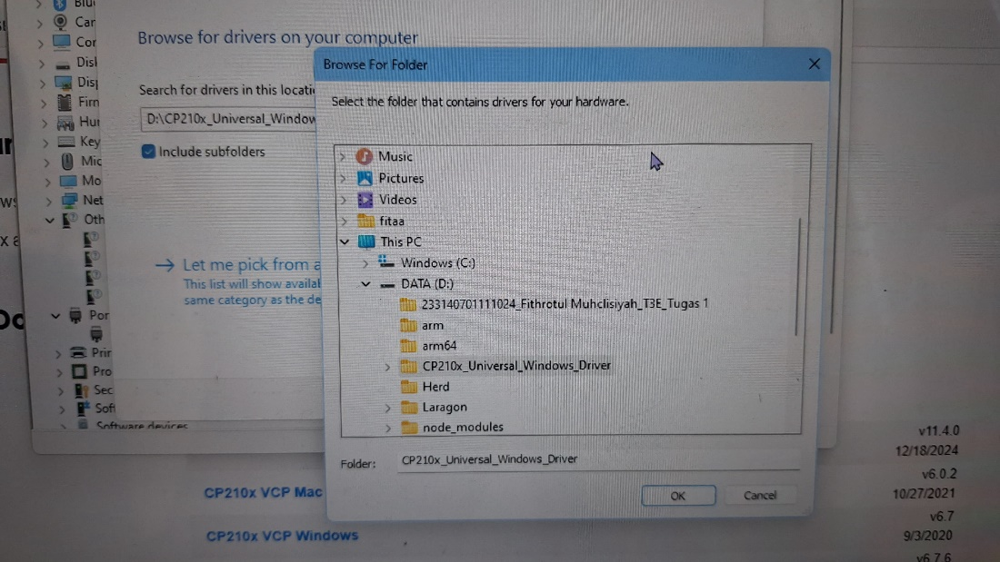 Blu
Car
Cor
Disk
Disp
Firn
Hur
Key
Mic
Mo
Net
Oth
Por
Prir
Pro
Sec
Soft
Software devices
Browse for drivers on your computer
Search for drivers in this locati
D:\CP210x_Universal_Window
Include subfolders
Let me pick from a
This list will show availal
same category as the de
Browse For Folder
Select the folder that contains drivers for your hardware.
Music
Pictures
Videos
fitaa
This PC
Windows (C:)
DATA (D:)
233140701111024_Fithrotul Muhclisiyah_T3E_Tugas 1
arm
arm64
CP210x_Universal_Windows_Driver
Herd
Laragon
node_modules
Folder: CP210x_Universal_Windows_Driver
OK Cancel
v11.4.0
12/18/2024
v6.0.2
CP210x VCP Mac 10/27/2021
v6.7
CP210x VCP Windows 9/3/2020
v6.7.6